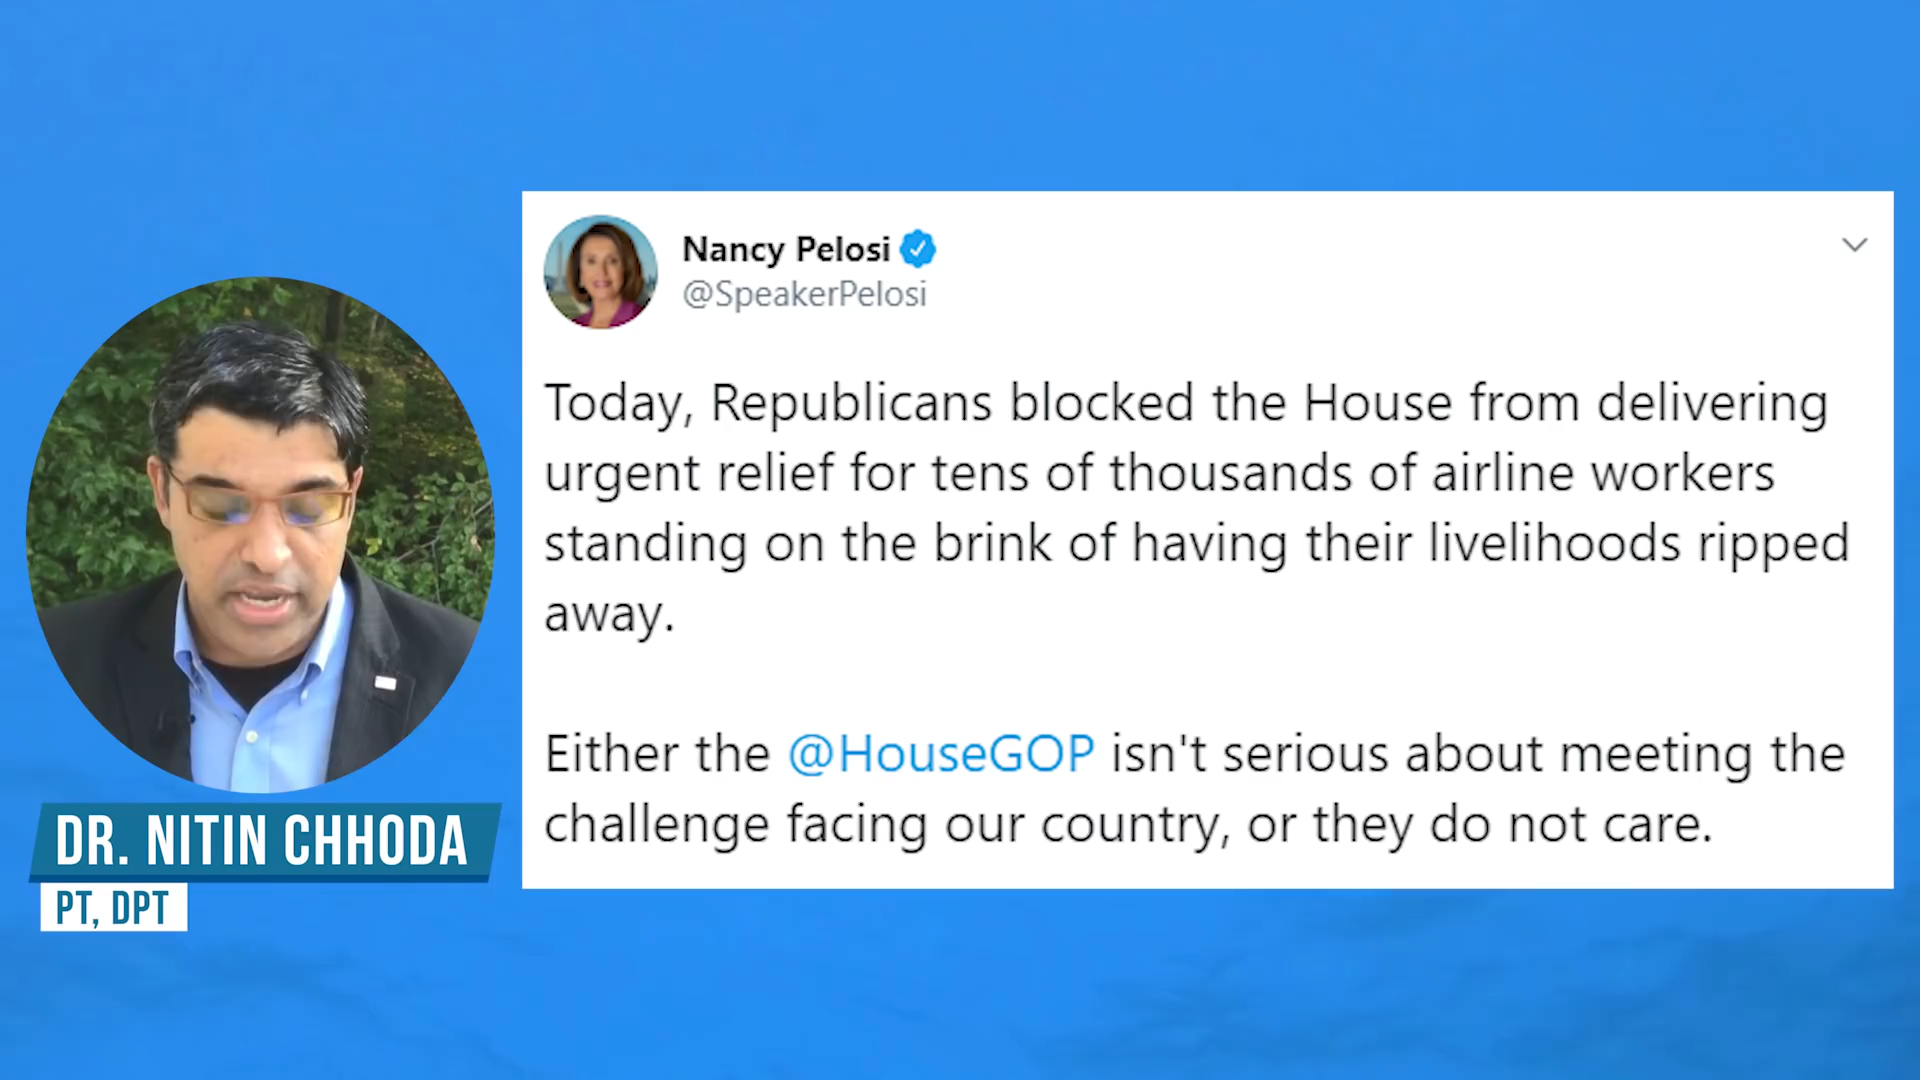 Nancy Pelosi
@SpeakerPelosi
Today, Republicans blocked the House from delivering
urgent relief for tens of thousands of airline workers
standing on the brink of having their livelihoods ripped
away.
Either the @HouseGOP isn't serious about meeting the
challenge facing our country, or they do not care.
DR. NITIN CHHODA
PT, DPT